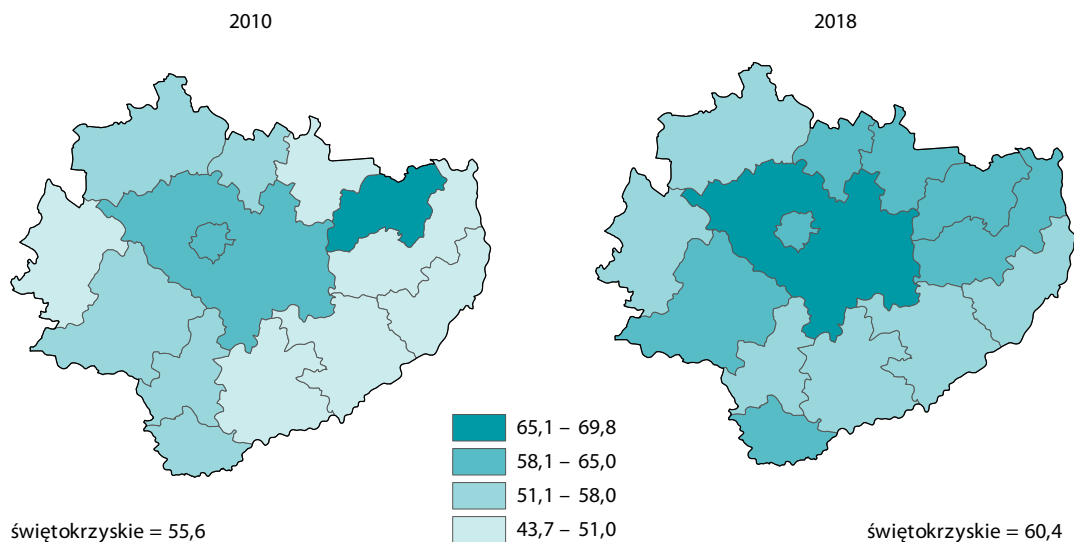 2010
2018
65,1 – 69,8
58,1 – 65,0
51,1 – 58,0
43,7 – 51,0
świętokrzyskie = 55,6
świętokrzyskie = 60,4